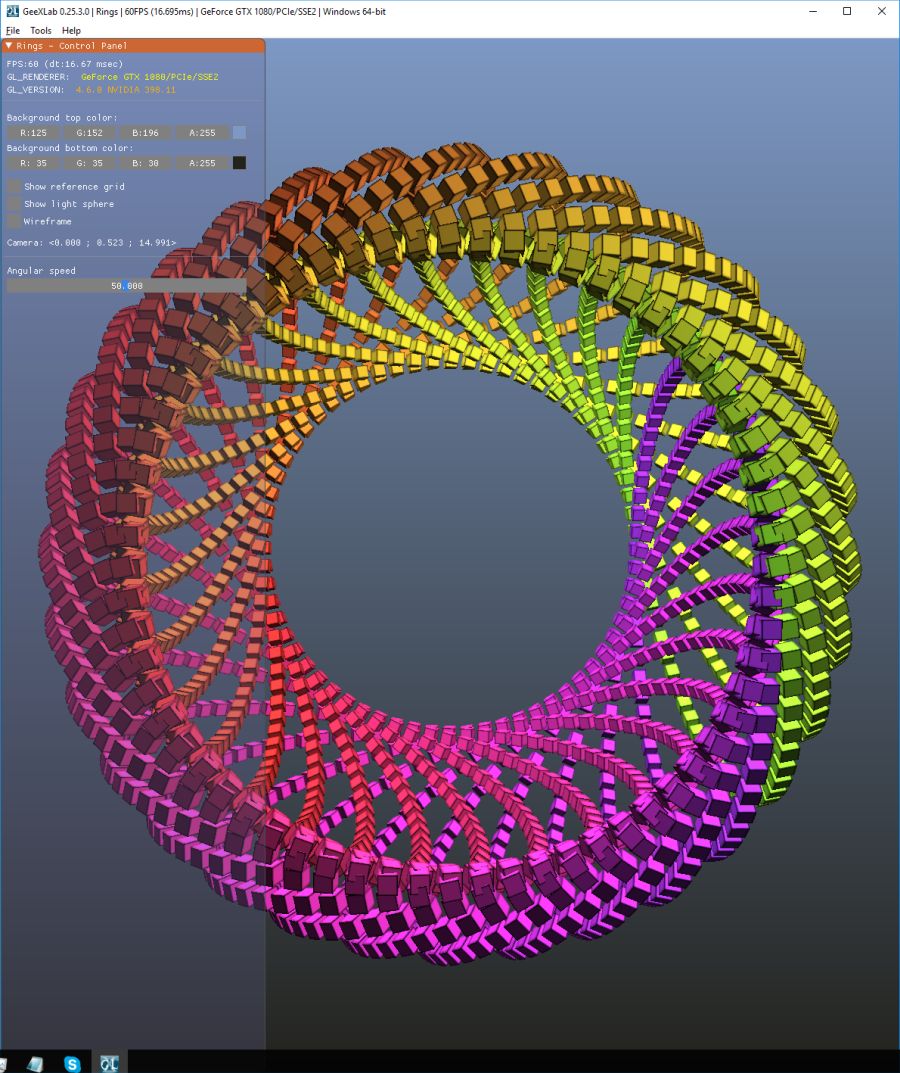 GeeXLab 0.25.3.0 | Rings | 60FPS (16.695ms) | GeForce GTX 1080/PCIe/SSE2 | Windows 64-bit
File Tools Help
Rings - Control Panel
FPS:60 (dt:16.67 msec)
GL_RENDERER: GeForce GTX 1080/PCIe/SSE2
GL_VERSION: 4.6.0 NVIDIA 398.11
Background top color:
R:125 G:152 B:196 A:255
Background bottom color:
R: 35 G: 35 B: 30 A:255
Show reference grid
Show light sphere
Wireframe
Camera: <0.000 ; 0.523 ; 14.991>
Angular speed
50.000